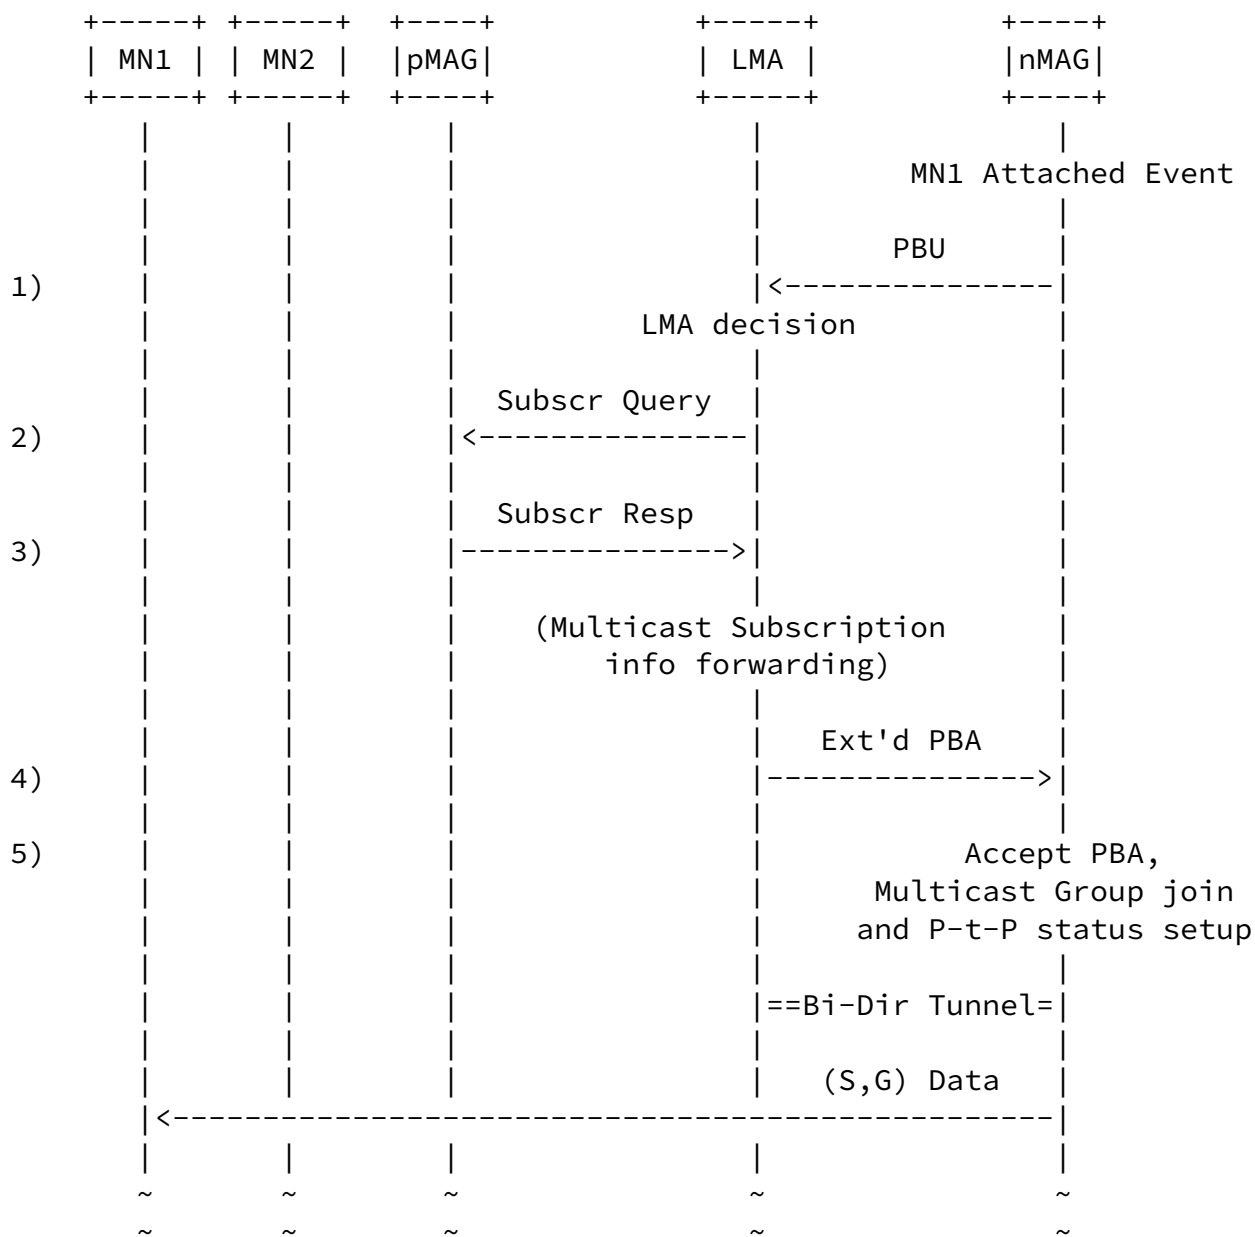 +-----+ +-----+ +----+ +-----+ +----+
| MN1 | | MN2 | |pMAG| | LMA | |nMAG|
+-----+ +-----+ +----+ +-----+ +----+
| | | | |
| | | | MN1 Attached Event
| | | | |
| | | | PBU |
1) | | | |<---------------|
| | | LMA decision |
| | | | |
| | | Subscr Query | |
2) | | |<---------------| |
| | | | |
| | | Subscr Resp | |
3) | | |--------------->| |
| | | | |
| | | (Multicast Subscription |
| | | info forwarding) |
| | | | |
| | | | Ext'd PBA |
4) | | | |--------------->|
| | | | |
5) | | | | Accept PBA,
| | | | Multicast Group join
| | | | and P-t-P status setup
| | | | |
| | | |==Bi-Dir Tunnel=|
| | | | |
| | | | (S,G) Data |
|<-------------------------------------------------|
| | | | |
~ ~ ~ ~ ~
~ ~ ~ ~ ~